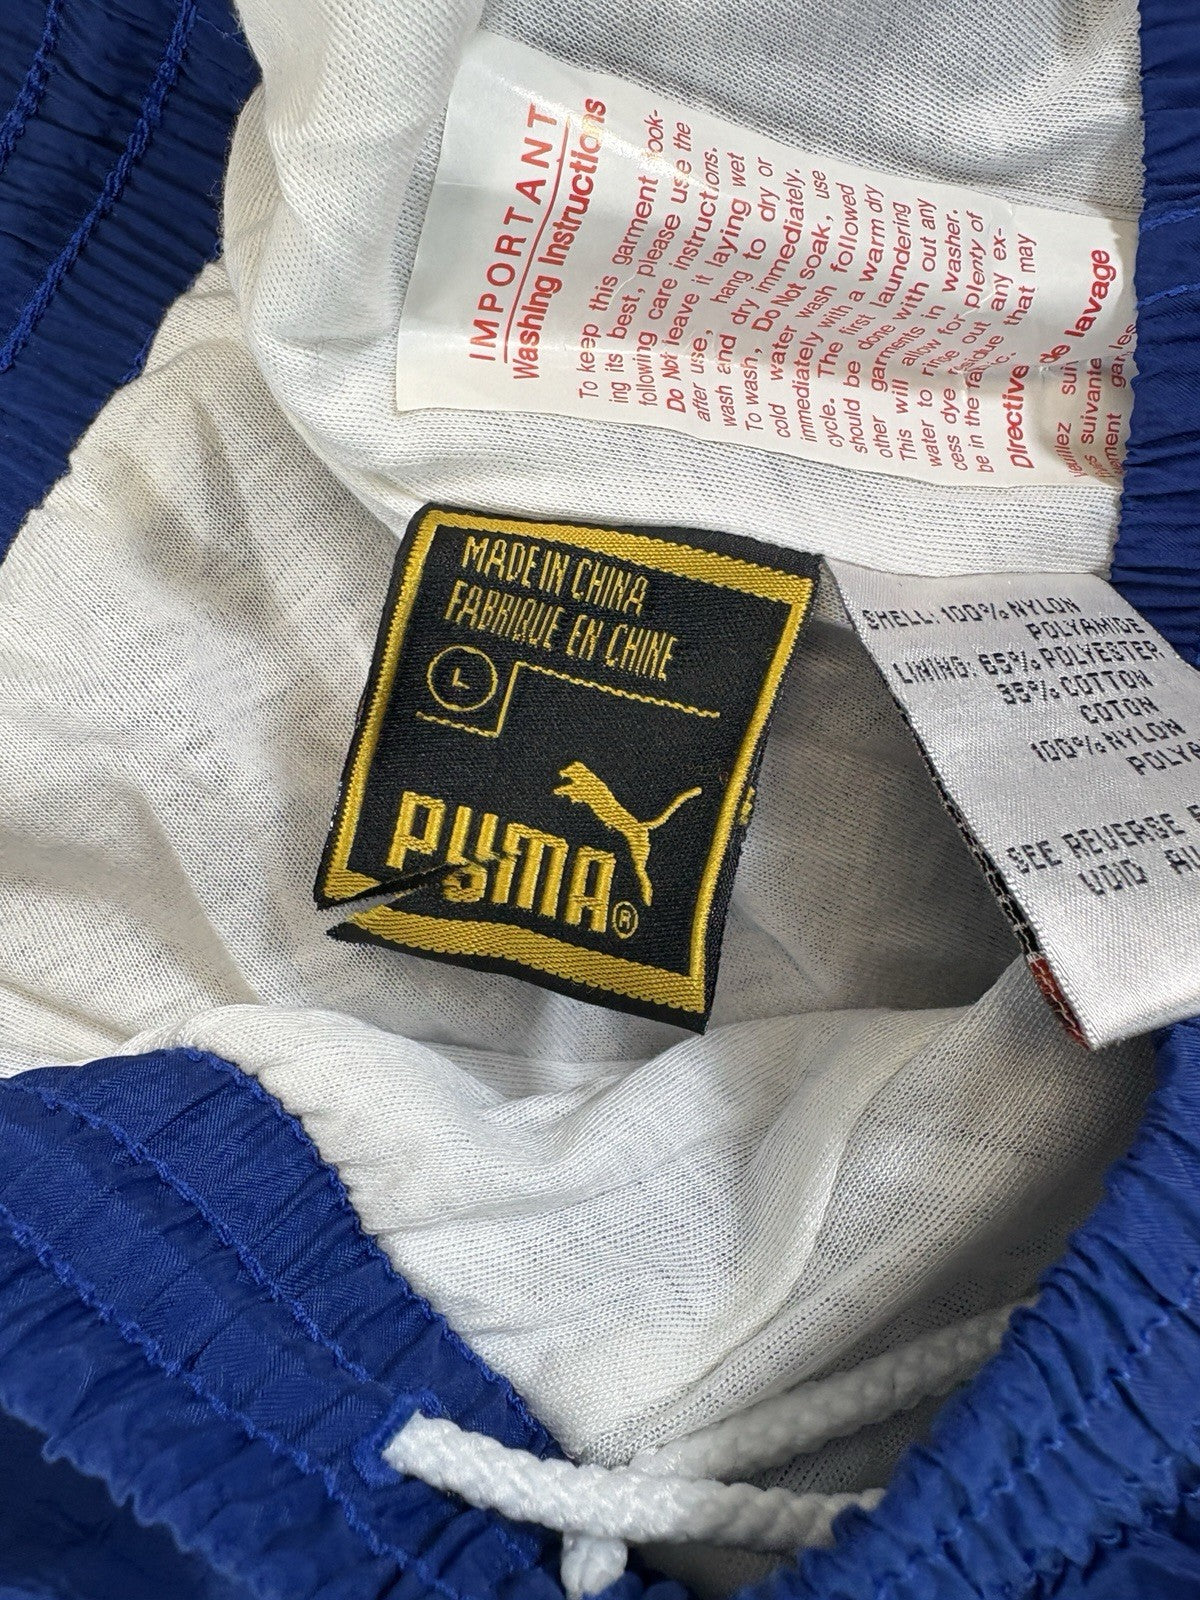 IMPORTANT
Washing Instructions
To keep this garment look-
ing its best, please use the
following care instructions.
Do Not leave it laying wet
after use, hang to dry or
wash and dry immediately.
To wash, Do Not soak, use
cold water wash followed
immediately with a warm dry
cycle. The first laundering
should be done with out any
other garments in washer.
This will allow for plenty of
water to rinse out any ex-
cess dye that may
be in the
Directive de lavage
suivante
MADE IN CHINA
FABRIQUE EN CHINE
L
PUMA®
SHELL: 100% NYLON
POLYAMIDE
LINING: 65% POLYESTER
35% COTTON
COTON
100% NYLON
SEE REVERSE